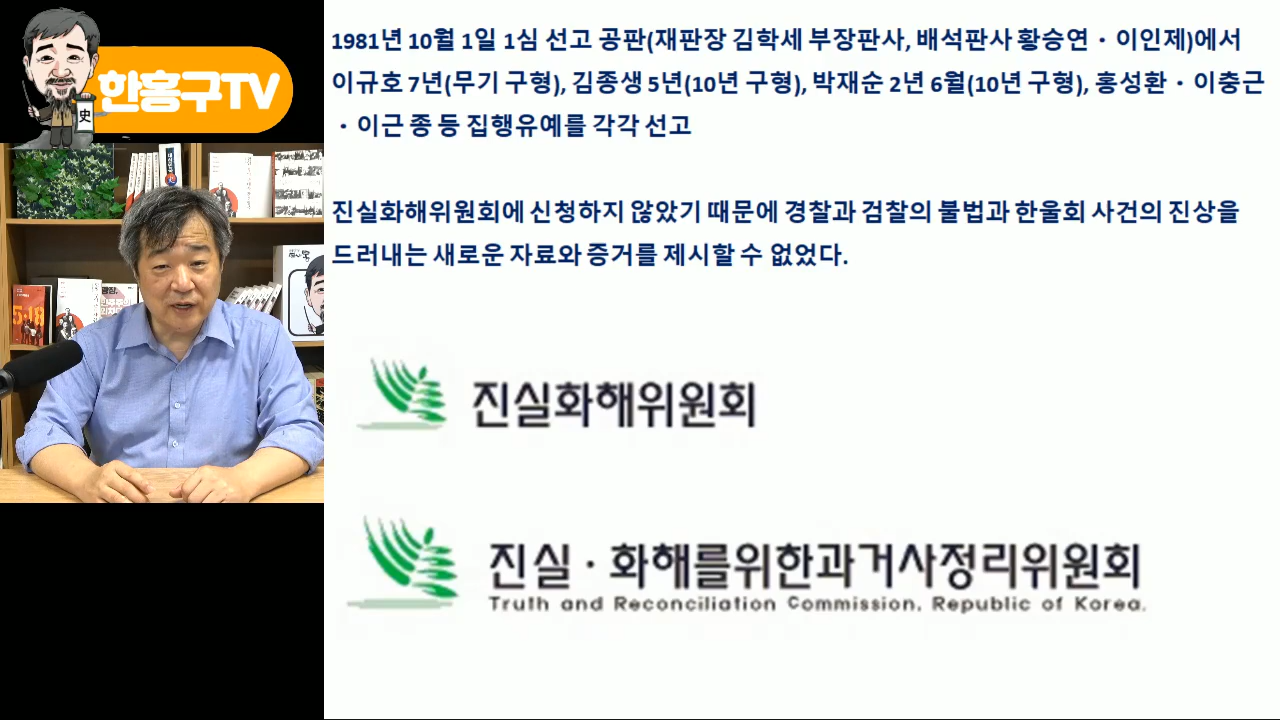 한홍구TV
史
1981년 10월 1일 1심 선고 공판(재판장 김학세 부장판사, 배석판사 황승연 · 이인제)에서
이규호 7년(무기 구형), 김종생 5년(10년 구형), 박재순 2년 6월(10년 구형), 홍성환 · 이충근
· 이근 종 등 집행유예를 각각 선고
진실화해위원회에 신청하지 않았기 때문에 경찰과 검찰의 불법과 한울회 사건의 진상을
드러내는 새로운 자료와 증거를 제시할 수 없었다.
진실화해위원회
진실 · 화해를위한과거사정리위원회
Truth and Reconciliation Commission, Republic of Korea.